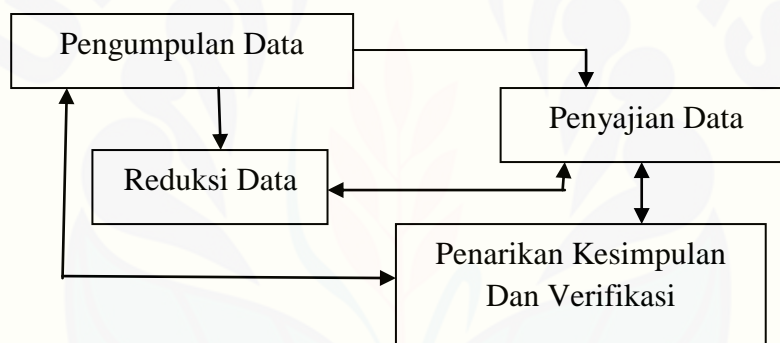 Pengumpulan Data
Penyajian Data
Reduksi Data
Penarikan Kesimpulan
Dan Verifikasi